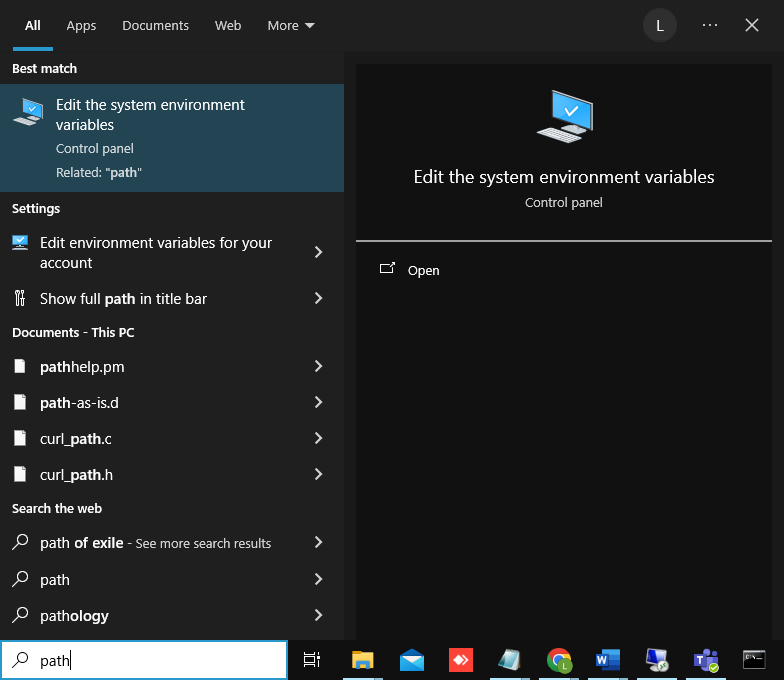 All Apps Documents Web More L ...
Best match
Edit the system environment
variables
Control panel
Related: "path"
Settings
Edit environment variables for your
account
Show full path in title bar
Documents - This PC
pathhelp.pm
path-as-is.d
curl_path.c
curl_path.h
Search the web
path of exile - See more search results
path
pathology
Edit the system environment variables
Control panel
Open
path
L
W
T